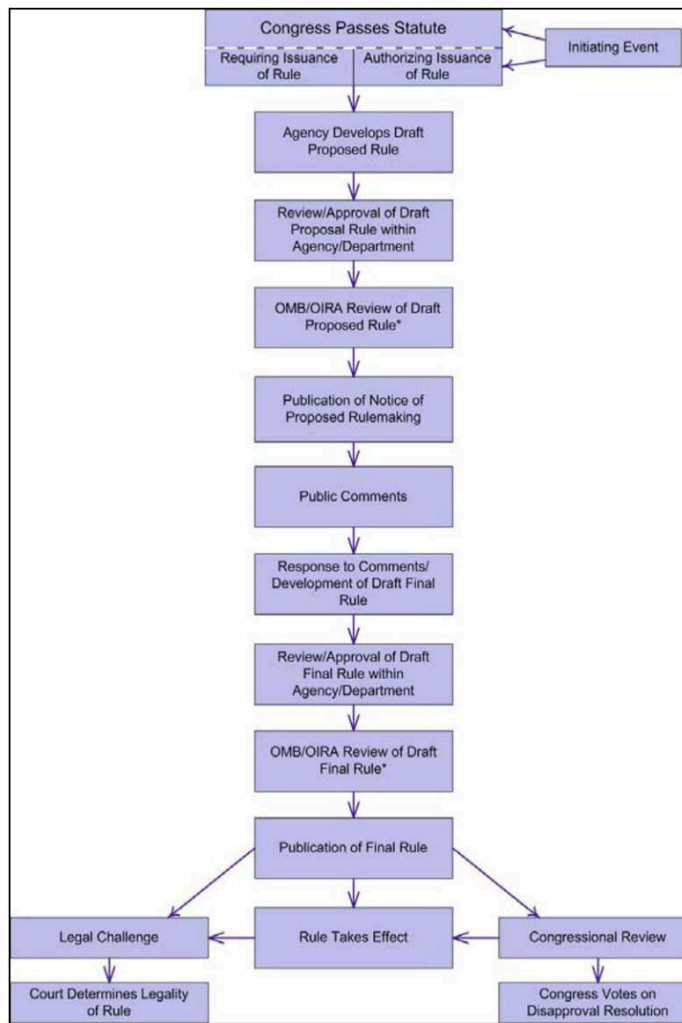 Congress Passes Statute
Initiating Event
Requiring Issuance
of Rule
Authorizing Issuance
of Rule
Agency Develops Draft
Proposed Rule
Review/Approval of Draft
Proposal Rule within
Agency/Department
OMB/OIRA Review of Draft
Proposed Rule*
Publication of Notice of
Proposed Rulemaking
Public Comments
Response to Comments/
Development of Draft Final
Rule
Review/Approval of Draft
Final Rule within
Agency/Department
OMB/OIRA Review of Draft
Final Rule*
Publication of Final Rule
Legal Challenge
Rule Takes Effect
Congressional Review
Court Determines Legality
of Rule
Congress Votes on
Disapproval Resolution